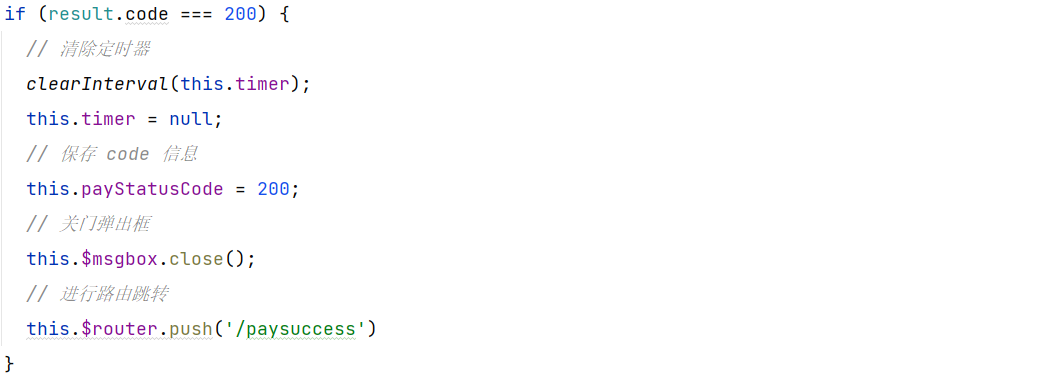 if (result.code === 200) {
// 清除定时器
clearInterval(this.timer);
this.timer = null;
// 保存 code 信息
this.payStatusCode = 200;
// 关门弹出框
this.$msgbox.close();
// 进行路由跳转
this.$router.push('/paysuccess')
}